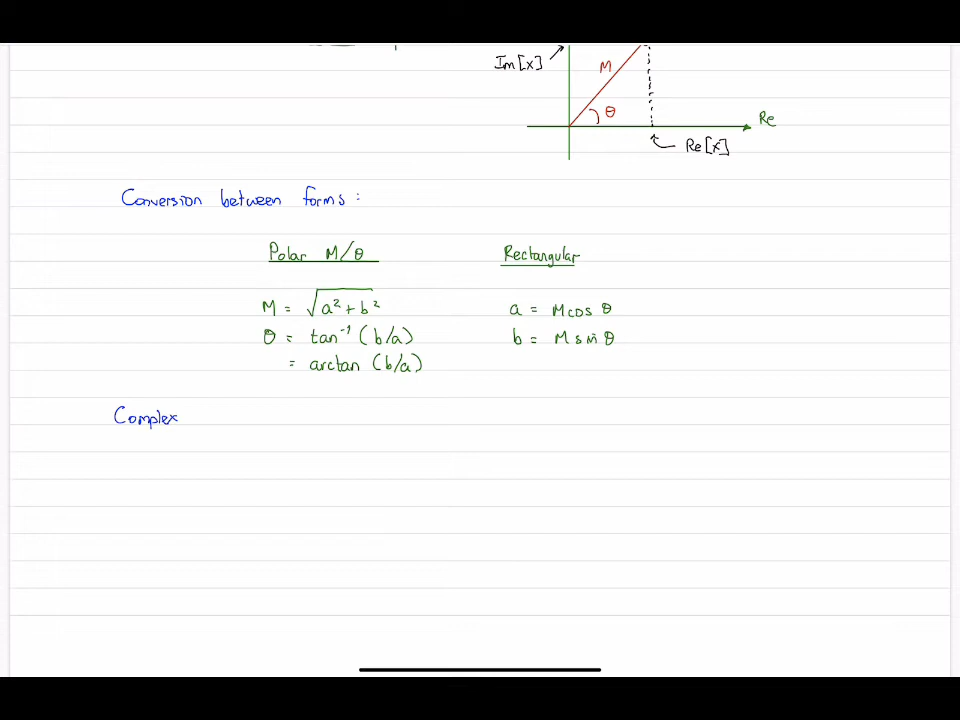 Im[x]
M
θ
Re
Re[x]
Conversion between forms :
Polar M/θ
Rectangular
M = √a² + b²
a = M cos θ
θ = tan⁻¹ (b/a)
b = M sin θ
= arctan (b/a)
Complex